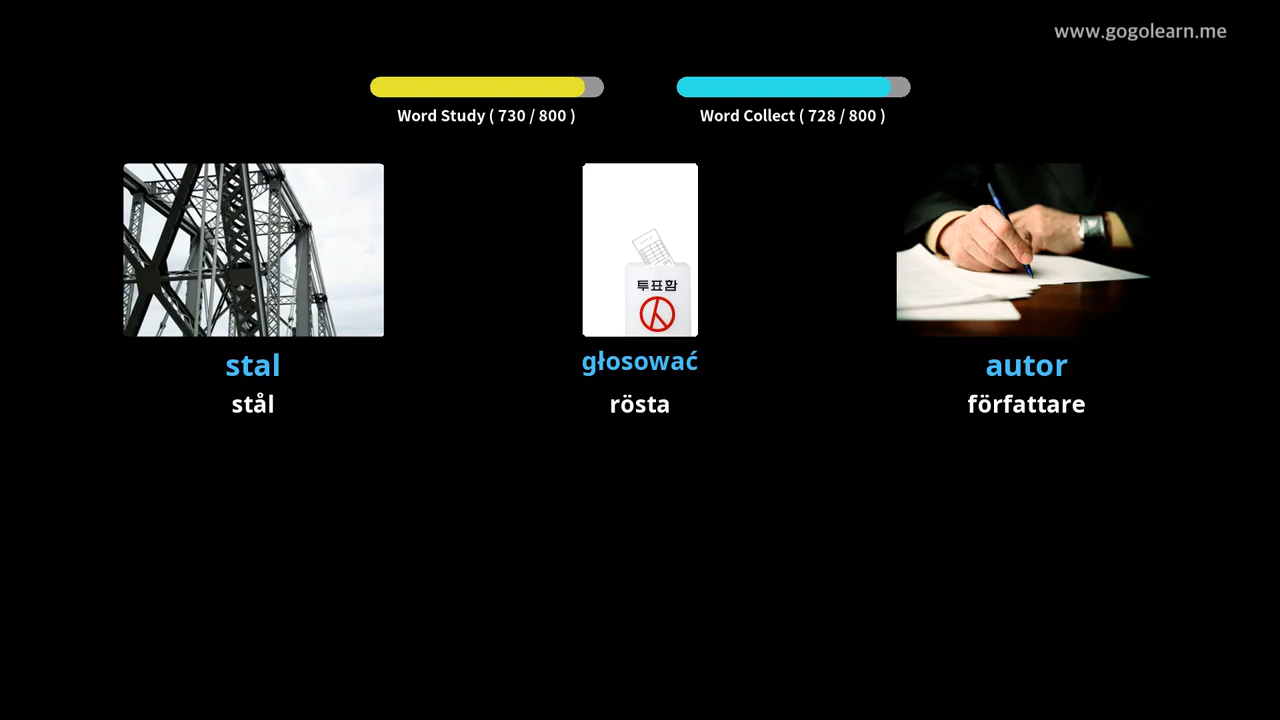 www.gogolearn.me
Word Study ( 730 / 800 )
Word Collect ( 728 / 800 )
투표함
stal
głosować
autor
stål
rösta
författare